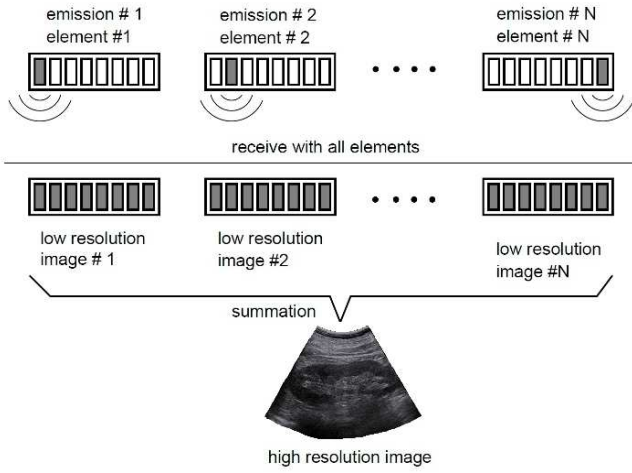 emission # 1
element #1
emission # 2
element # 2
emission # N
element # N
receive with all elements
low resolution
image # 1
low resolution
image #2
low resolution
image #N
summation
high resolution image